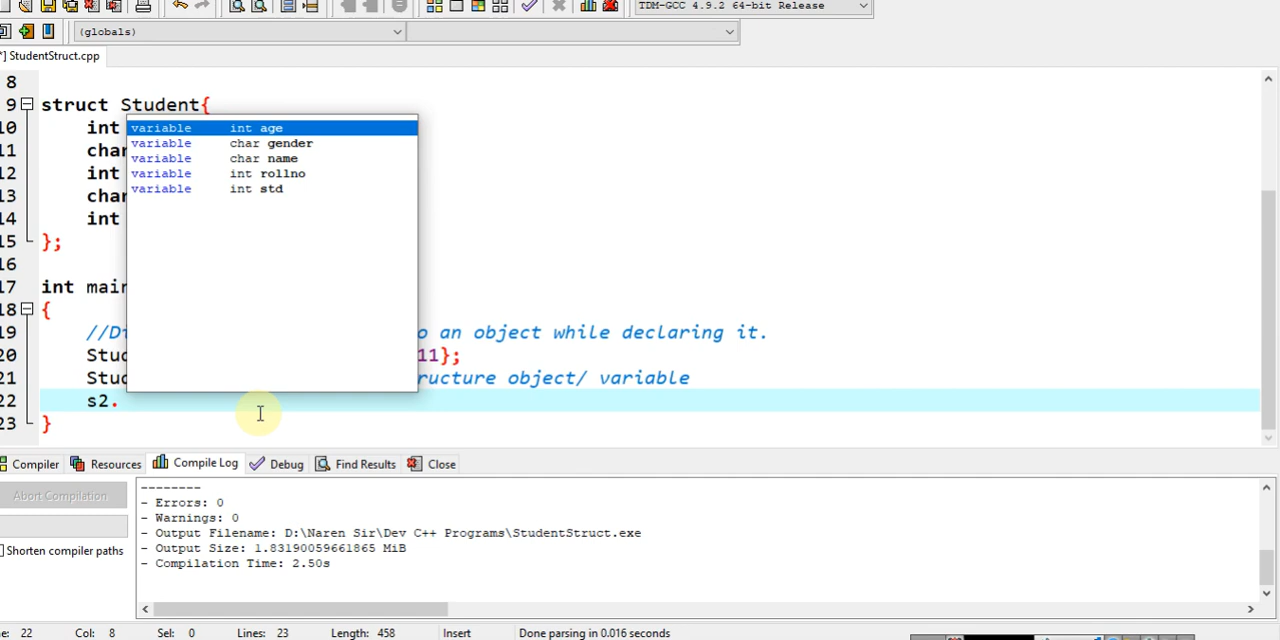 TDM-GCC 4.9.2 64-bit Release
(globals)
] StudentStruct.cpp
8
9 struct Student{
variable int age
10 int
variable char gender
11 char
variable char name
12 int
variable int rollno
13 char
variable int std
14 int
15 };
16
17 int main
18 {
19 o an object while declaring it.
20 11};
21 ructure object/ variable
22 s2.
23 }
Compiler Resources Compile Log Debug Find Results Close
--------
Abort Compilation
- Errors: 0
- Warnings: 0
- Output Filename: D:\Naren Sir\Dev C++ Programs\StudentStruct.exe
- Output Size: 1.83190059661865 MiB
Shorten compiler paths
- Compilation Time: 2.50s
ne: 22 Col: 8 Sel: 0 Lines: 23 Length: 458 Insert Done parsing in 0.016 seconds